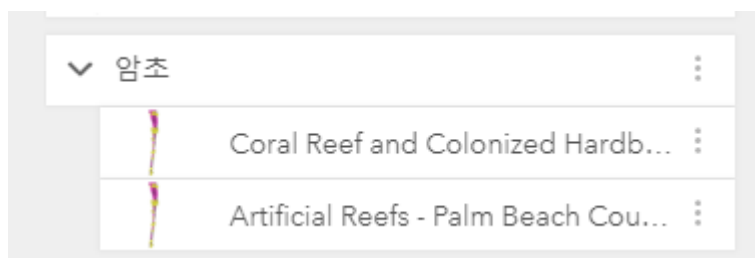 암초
Coral Reef and Colonized Hardb...
Artificial Reefs - Palm Beach Cou...